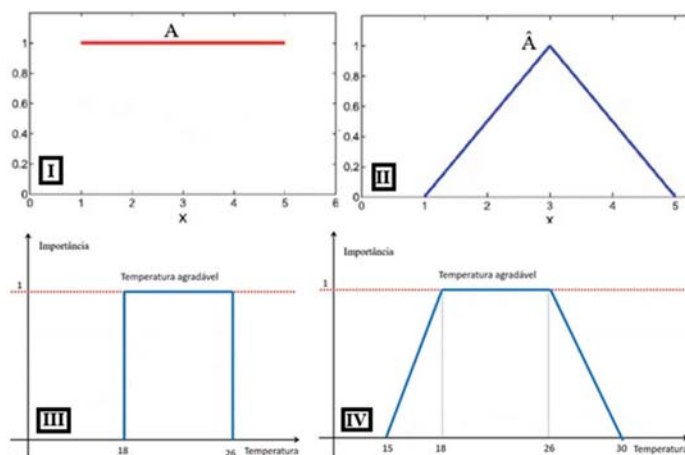 A
1
0.8
0.6
0.4
0.2
0
I
0 1 2 3 4 5 6
X
Â
1
0.8
0.6
0.4
0.2
0
II
0 1 2 3 4 5
X
Importância
Temperatura agradável
1
III
18 26 Temperatura
Importância
Temperatura agradável
1
IV
15 18 26 30 Temperatura